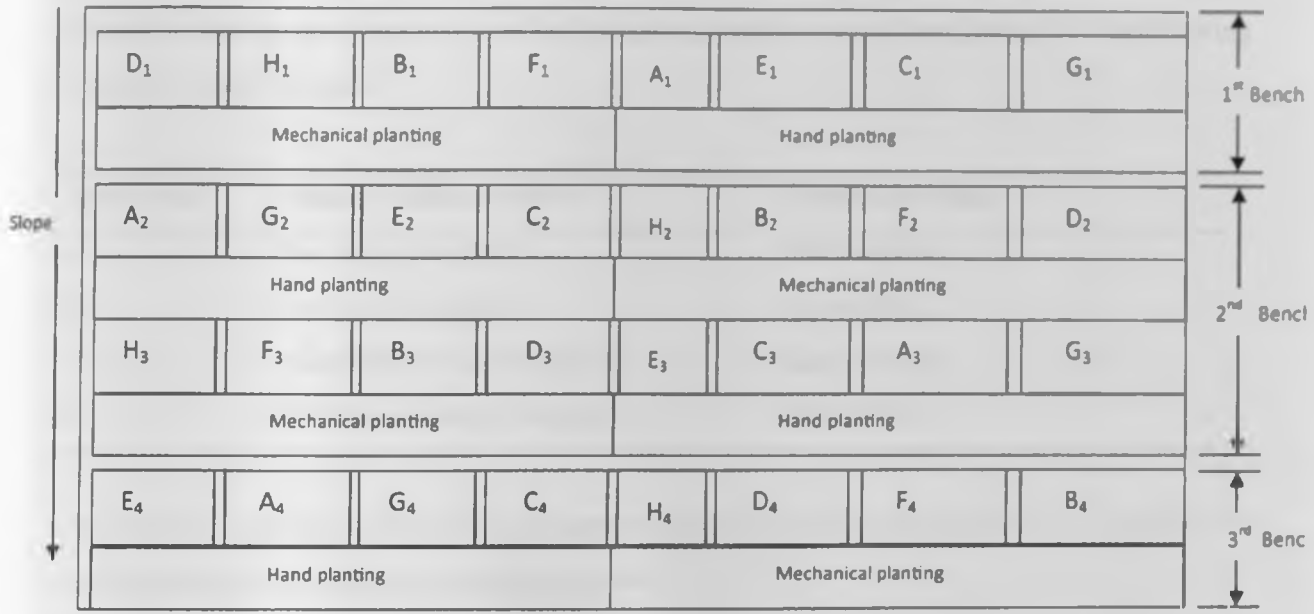 D₁ H₁ B₁ F₁ A₁ E₁ C₁ G₁
1ˢᵗ Bench
Mechanical planting Hand planting
A₂ G₂ E₂ C₂ H₂ B₂ F₂ D₂
Slope
Hand planting Mechanical planting
2ⁿᵈ Bencl
H₃ F₃ B₃ D₃ E₃ C₃ A₃ G₃
Mechanical planting Hand planting
E₄ A₄ G₄ C₄ H₄ D₄ F₄ B₄
3ʳᵈ Benc
Hand planting Mechanical planting